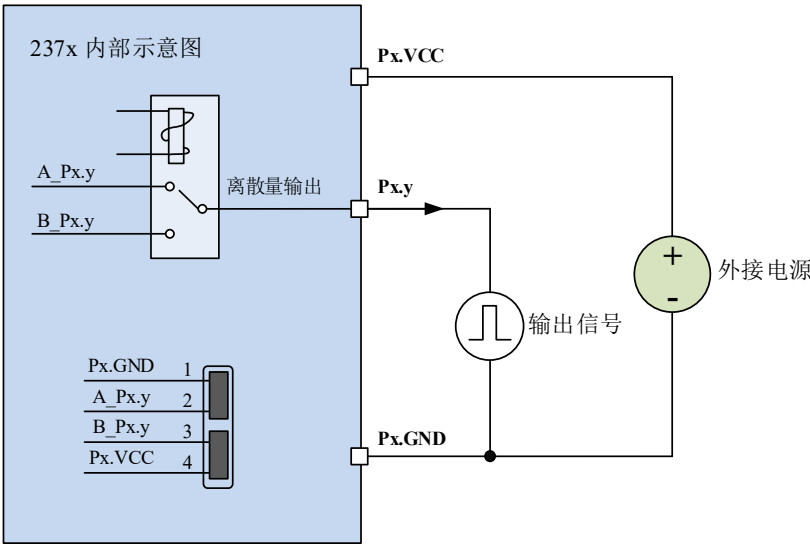 237x 内部示意图
Px.VCC
A_Px.y
离散量输出
Px.y
B_Px.y
+
-
外接电源
输出信号
Px.GND 1
A_Px.y 2
B_Px.y 3
Px.VCC 4
Px.GND